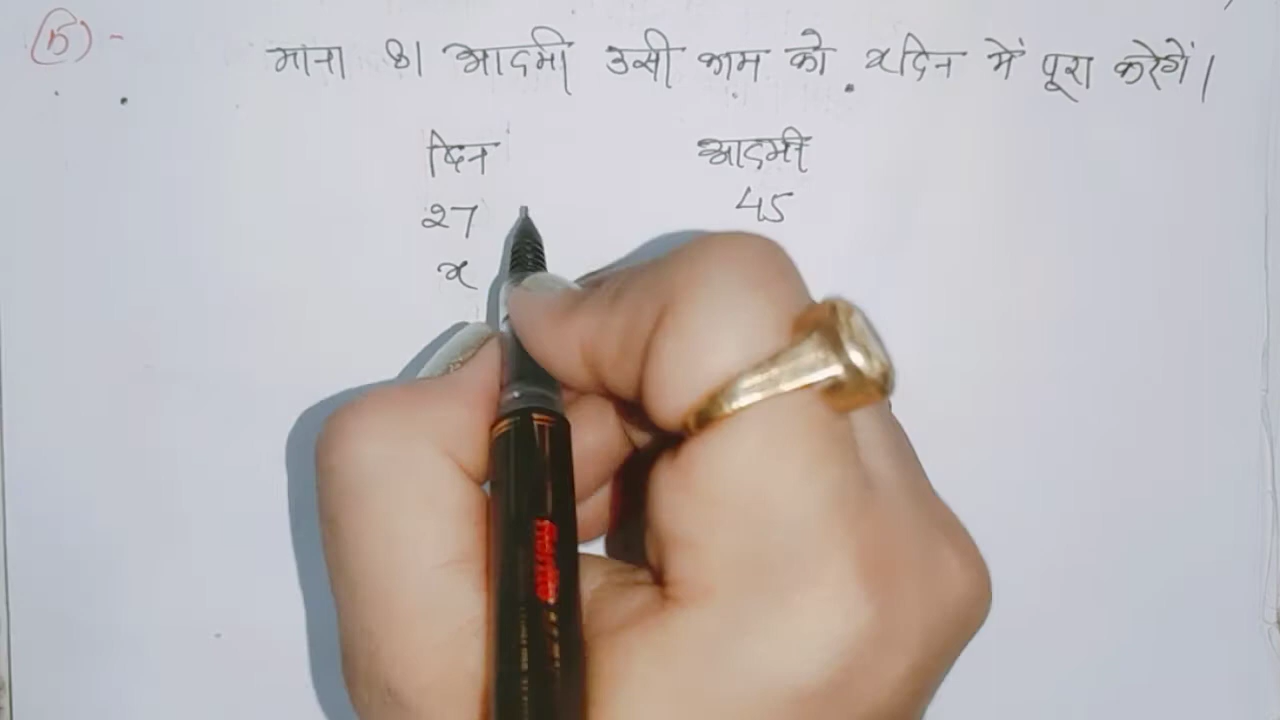 (5) -
माना 81 आदमी उसी काम को x दिन में पूरा करेगें।
दिन आदमी
27 45
x